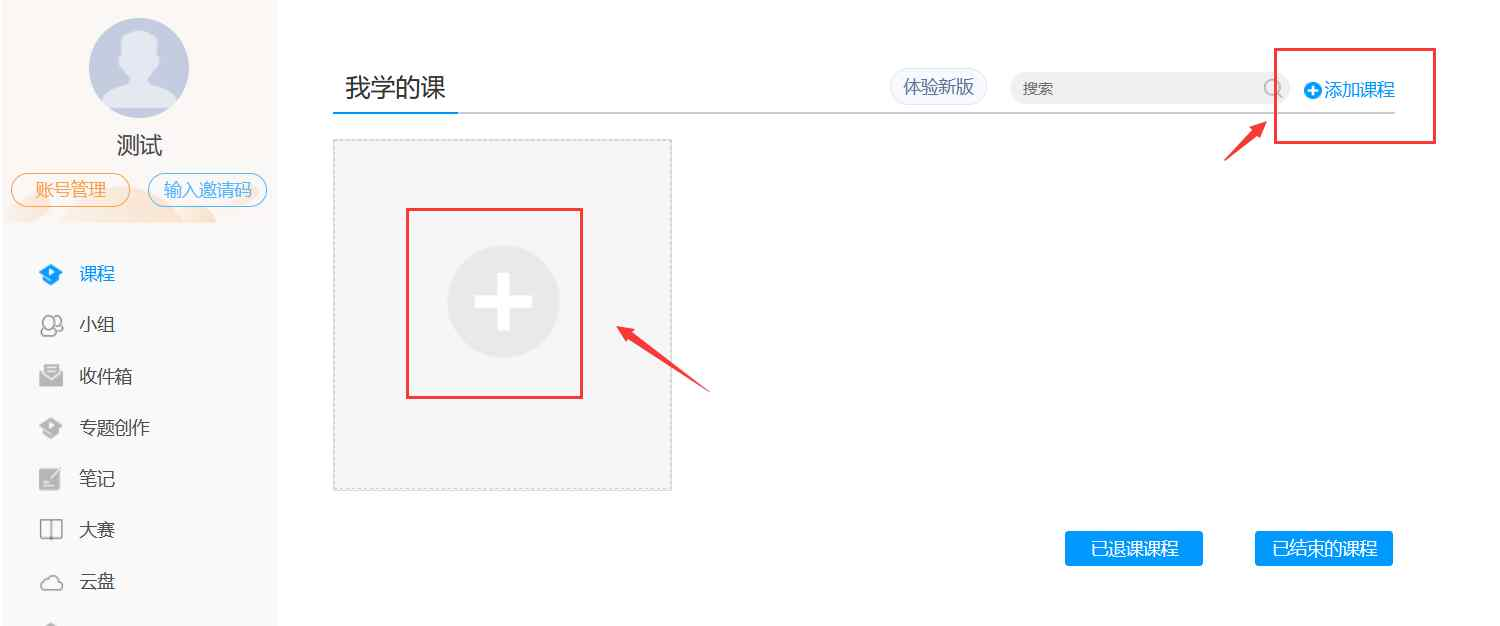 测试
账号管理
输入邀请码
课程
小组
收件箱
专题创作
笔记
大赛
云盘
我学的课
体验新版
搜索
添加课程
已退课课程
已结束的课程